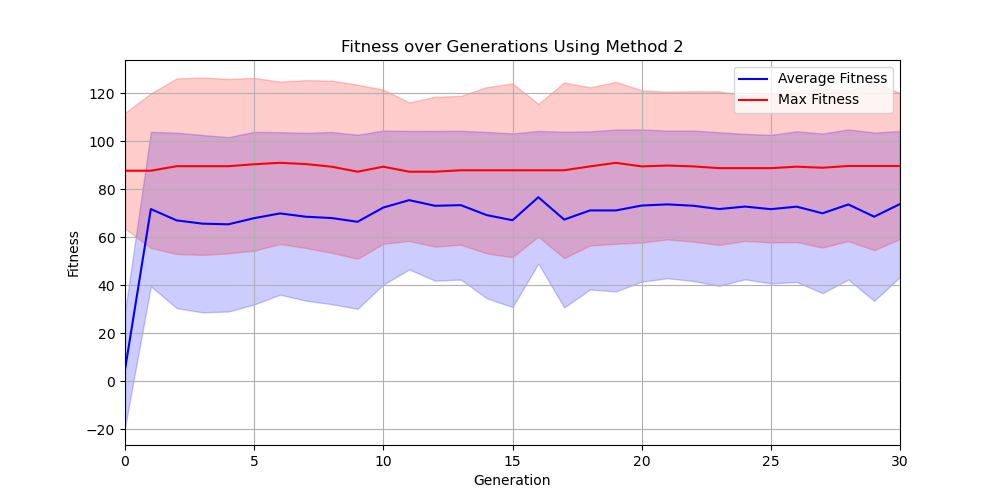 Fitness over Generations Using Method 2
Fitness
120
100
80
60
40
20
0
−20
Average Fitness
Max Fitness
0 5 10 15 20 25 30
Generation